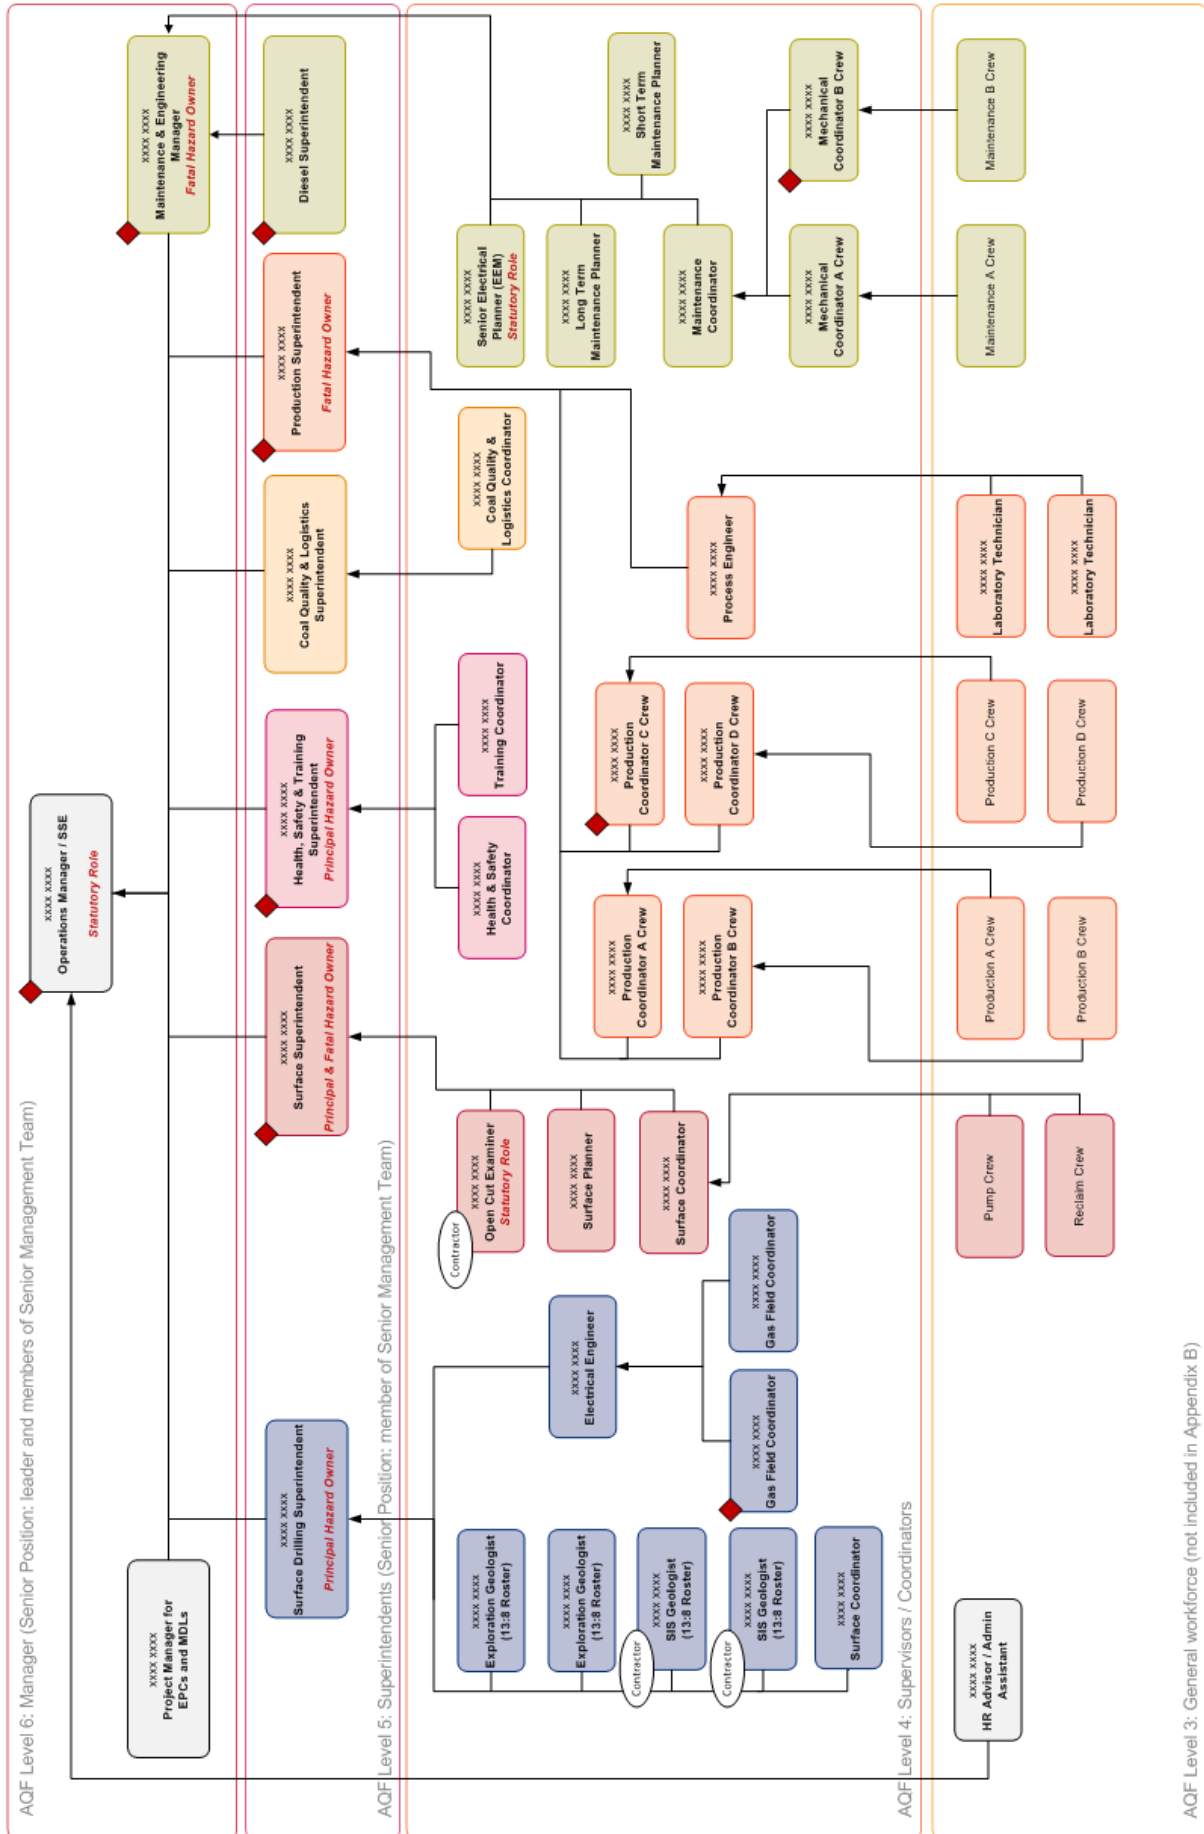 AQF Level 6: Manager (Senior Position: leader and members of Senior Management Team)
xxxx xxxx
Operations Manager / SSE
Statutory Role
xxxx xxxx
Project Manager for
EPCs and MDLs
xxxx xxxx
Maintenance & Engineering
Manager
Fatal Hazard Owner
AQF Level 5: Superintendents (Senior Position: member of Senior Management Team)
xxxx xxxx
Surface Drilling Superintendent
Principal Hazard Owner
xxxx xxxx
Surface Superintendent
Principal & Fatal Hazard Owner
xxxx xxxx
Health, Safety & Training
Superintendent
Principal Hazard Owner
xxxx xxxx
Coal Quality & Logistics
Superintendent
xxxx xxxx
Production Superintendent
Fatal Hazard Owner
xxxx xxxx
Diesel Superintendent
AQF Level 4: Supervisors / Coordinators
xxxx xxxx
Exploration Geologist
(13:8 Roster)
xxxx xxxx
Exploration Geologist
(13:8 Roster)
Contractor
xxxx xxxx
SIS Geologist
(13:8 Roster)
Contractor
xxxx xxxx
SIS Geologist
(13:8 Roster)
xxxx xxxx
Surface Coordinator
xxxx xxxx
Electrical Engineer
xxxx xxxx
Gas Field Coordinator
xxxx xxxx
Gas Field Coordinator
Contractor
xxxx xxxx
Open Cut Examiner
Statutory Role
xxxx xxxx
Surface Planner
xxxx xxxx
Surface Coordinator
xxxx xxxx
Health & Safety
Coordinator
xxxx xxxx
Training Coordinator
xxxx xxxx
Production
Coordinator A Crew
xxxx xxxx
Production
Coordinator B Crew
xxxx xxxx
Production
Coordinator C Crew
xxxx xxxx
Production
Coordinator D Crew
xxxx xxxx
Coal Quality &
Logistics Coordinator
xxxx xxxx
Process Engineer
xxxx xxxx
Senior Electrical
Planner (EEM)
Statutory Role
xxxx xxxx
Long Term
Maintenance Planner
xxxx xxxx
Short Term
Maintenance Planner
xxxx xxxx
Maintenance
Coordinator
xxxx xxxx
Mechanical
Coordinator A Crew
xxxx xxxx
Mechanical
Coordinator B Crew
AQF Level 3: General workforce (not included in Appendix B)
xxxx xxxx
HR Advisor / Admin
Assistant
Pump Crew
Reclaim Crew
Production A Crew
Production B Crew
Production C Crew
Production D Crew
xxxx xxxx
Laboratory Technician
xxxx xxxx
Laboratory Technician
Maintenance A Crew
Maintenance B Crew